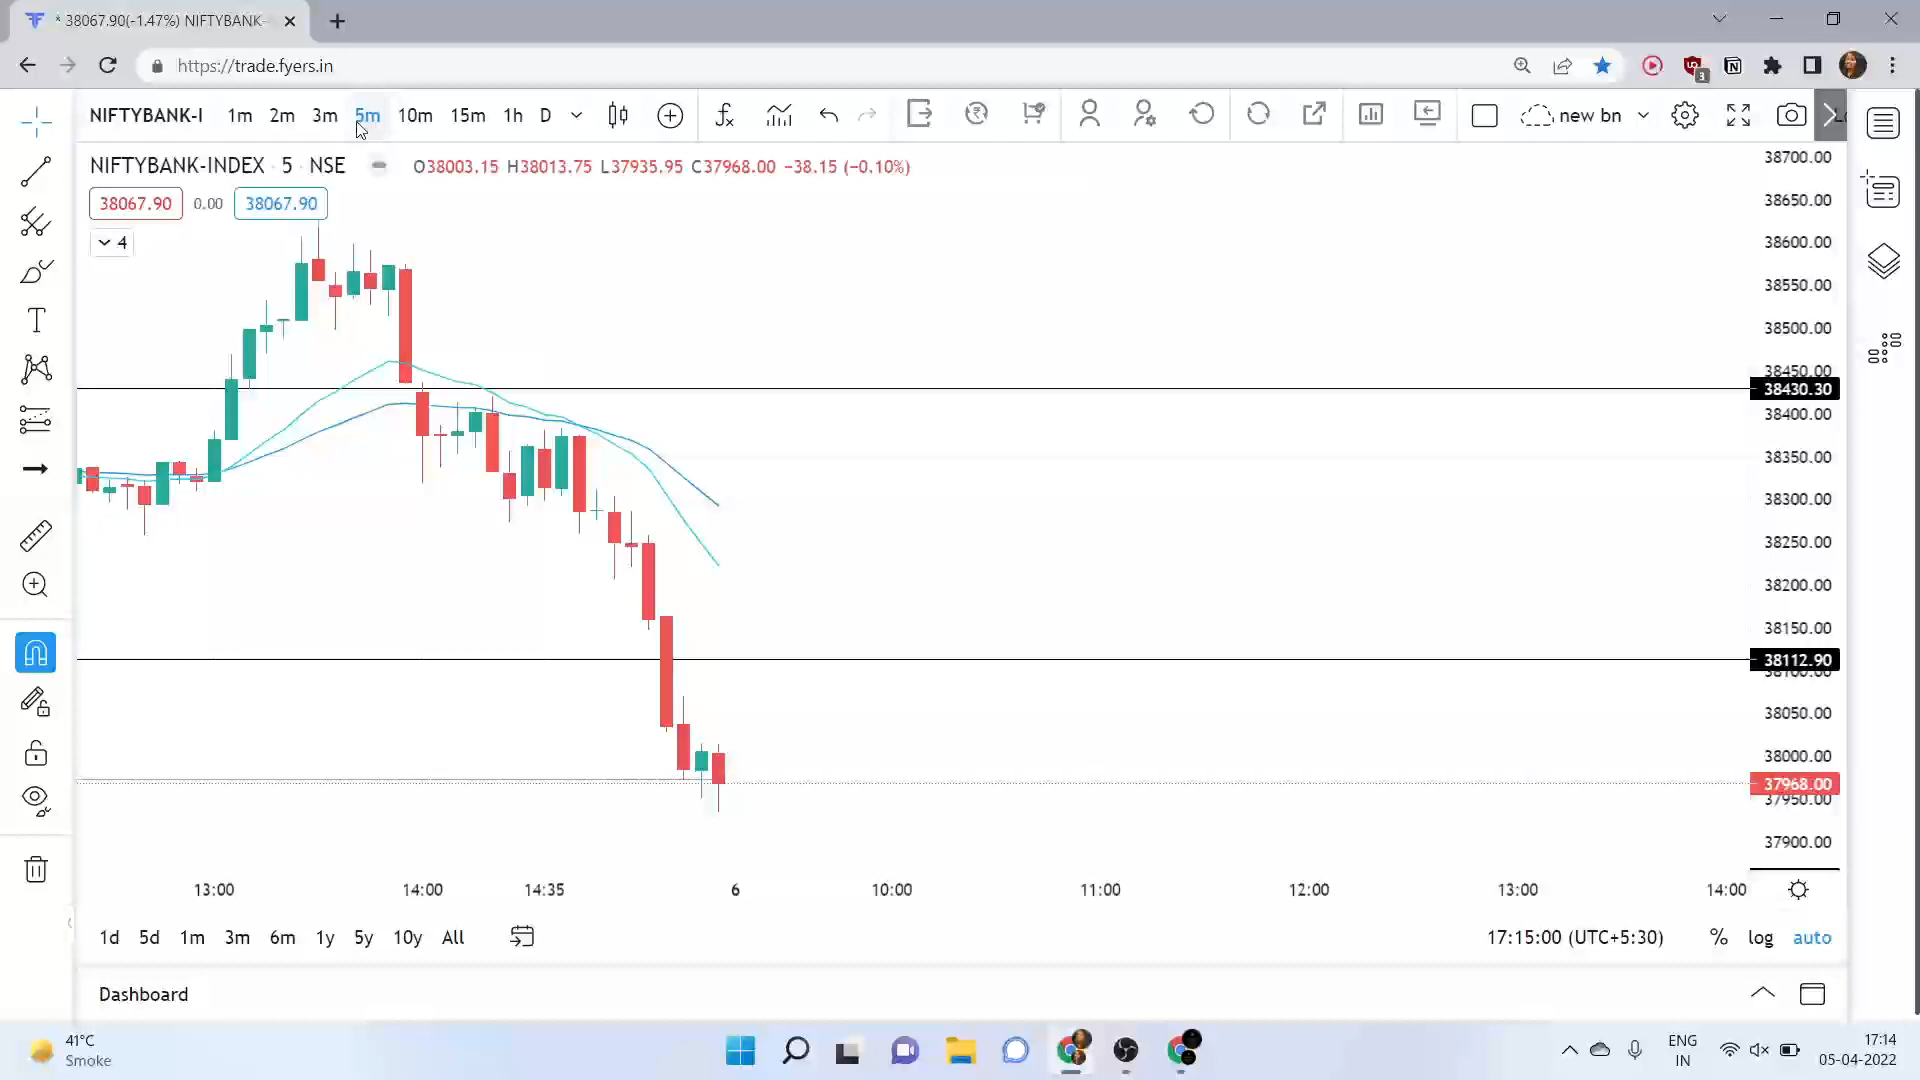 * 38067.90(-1.47%) NIFTYBANK-
https://trade.fyers.in
3
NIFTYBANK-I 1m 2m 3m 5m 10m 15m 1h D new bn
NIFTYBANK-INDEX · 5 · NSE O38003.15 H38013.75 L37935.95 C37968.00 −38.15 (−0.10%)
38067.90 0.00 38067.90
4
38700.00
38650.00
38600.00
38550.00
38500.00
38450.00
38430.30
38400.00
38350.00
38300.00
38250.00
38200.00
38150.00
38112.90
38100.00
38050.00
38000.00
37968.00
37950.00
37900.00
13:00 14:00 14:35 6 10:00 11:00 12:00 13:00 14:00
1d 5d 1m 3m 6m 1y 5y 10y All 17:15:00 (UTC+5:30) % log auto
Dashboard
41°C
Smoke
ENG
IN
17:14
05-04-2022